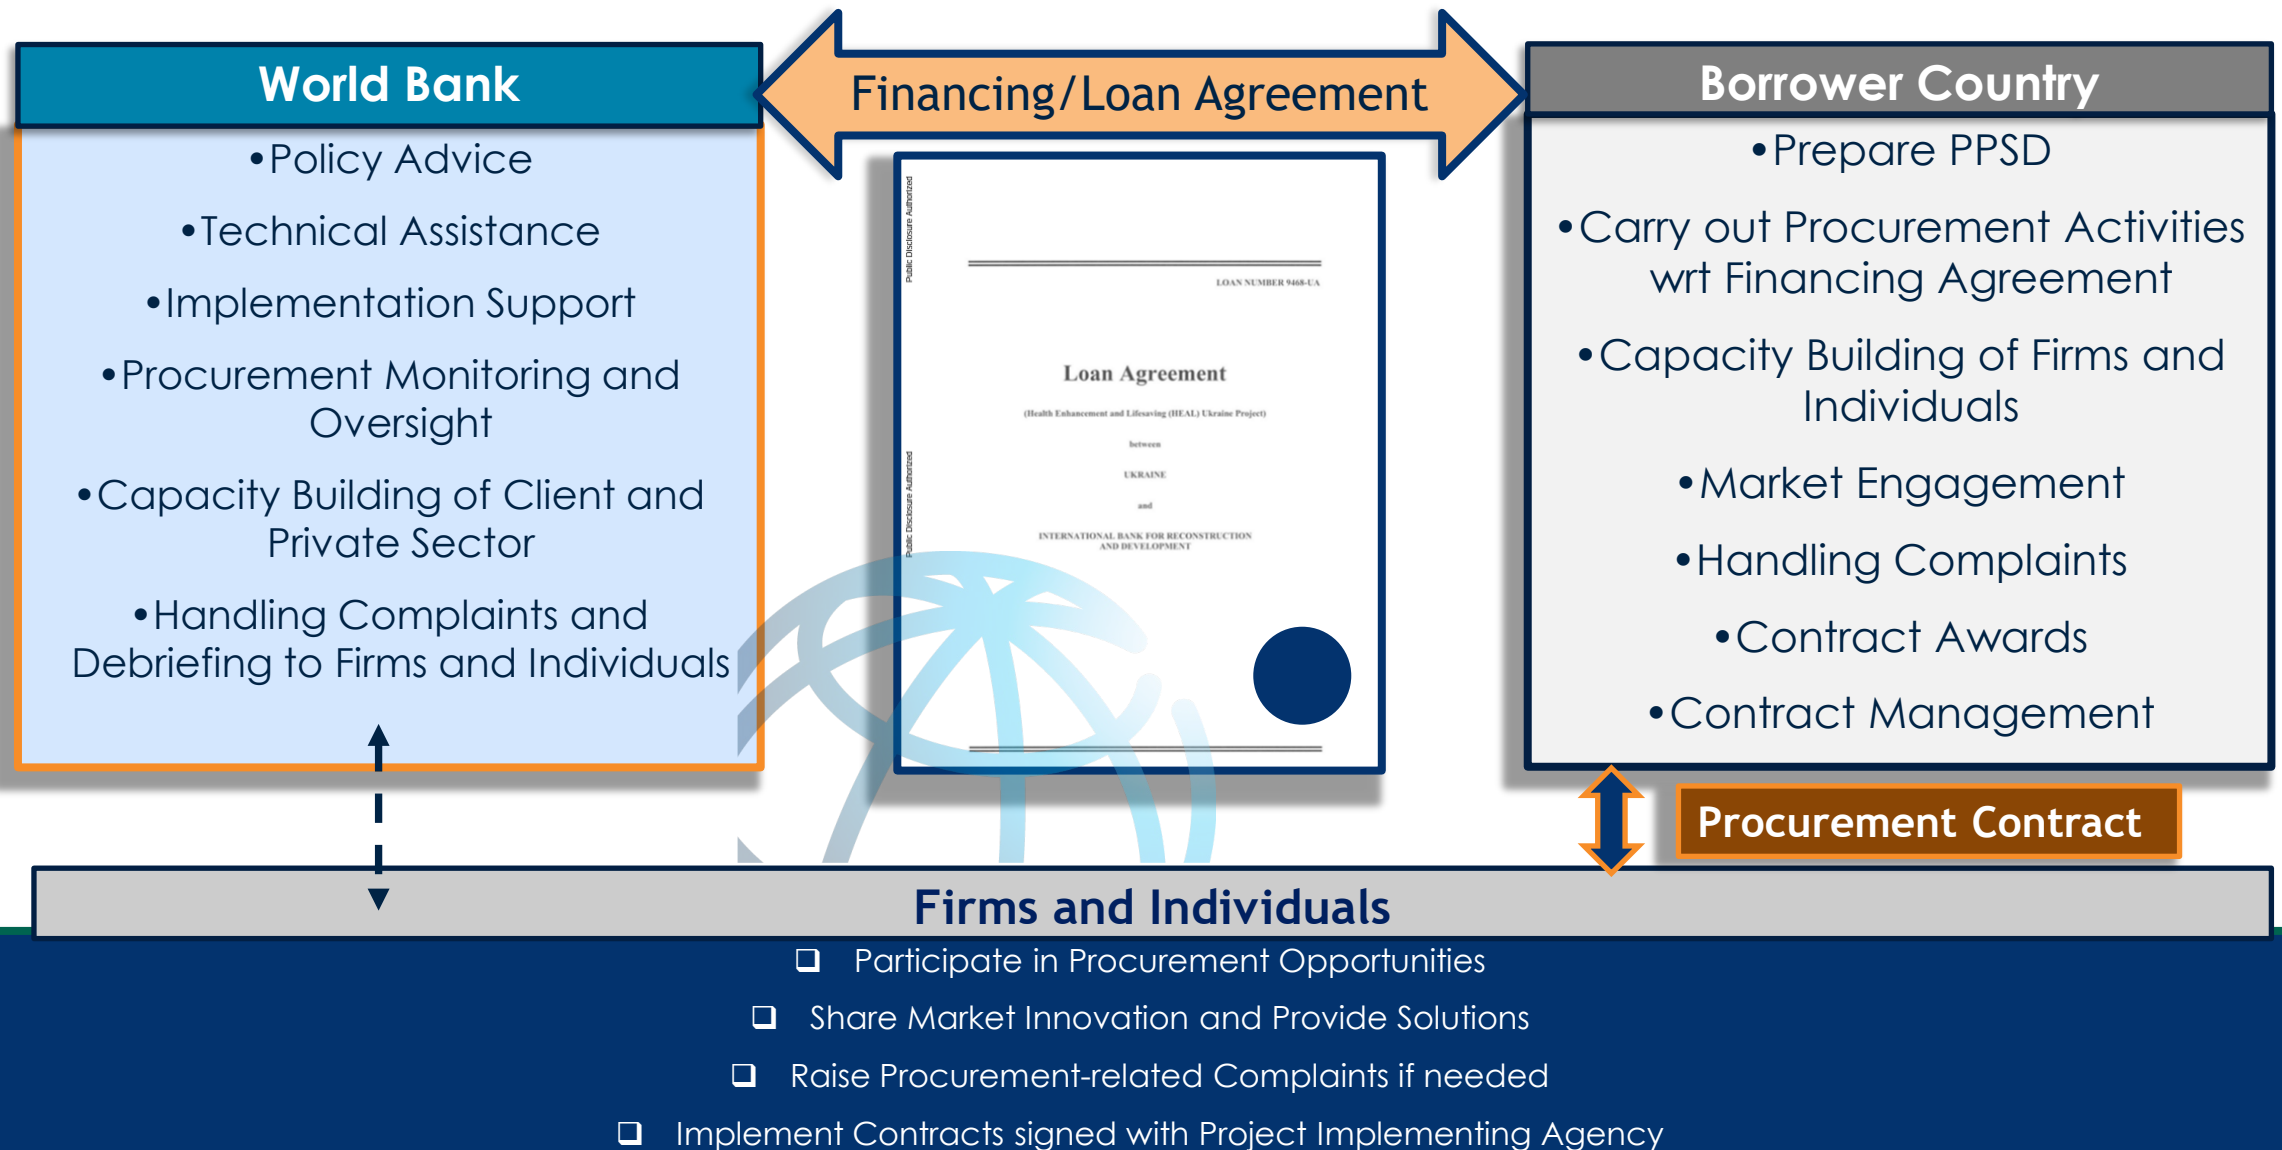 World Bank
•Policy Advice
•Technical Assistance
•Implementation Support
•Procurement Monitoring and
Oversight
•Capacity Building of Client and
Private Sector
•Handling Complaints and
Debriefing to Firms and Individuals
Financing/Loan Agreement
Public Disclosure Authorized
Public Disclosure Authorized
LOAN NUMBER 9468-UA
Loan Agreement
(Health Enhancement and Lifesaving (HEAL) Ukraine Project)
between
UKRAINE
and
INTERNATIONAL BANK FOR RECONSTRUCTION
AND DEVELOPMENT
Borrower Country
•Prepare PPSD
•Carry out Procurement Activities
wrt Financing Agreement
•Capacity Building of Firms and
Individuals
•Market Engagement
•Handling Complaints
•Contract Awards
•Contract Management
Procurement Contract
Firms and Individuals
❑ Participate in Procurement Opportunities
❑ Share Market Innovation and Provide Solutions
❑ Raise Procurement-related Complaints if needed
❑ Implement Contracts signed with Project Implementing Agency